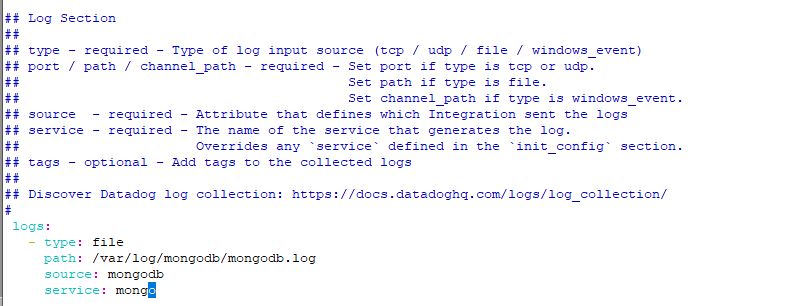 ## Log Section
##
## type - required - Type of log input source (tcp / udp / file / windows_event)
## port / path / channel_path - required - Set port if type is tcp or udp.
##                                         Set path if type is file.
##                                         Set channel_path if type is windows_event.
## source  - required - Attribute that defines which Integration sent the logs
## service - required - The name of the service that generates the log.
##                      Overrides any `service` defined in the `init_config` section.
## tags - optional - Add tags to the collected logs
##
## Discover Datadog log collection: https://docs.datadoghq.com/logs/log_collection/
#
 logs:
   - type: file
     path: /var/log/mongodb/mongodb.log
     source: mongodb
     service: mongo